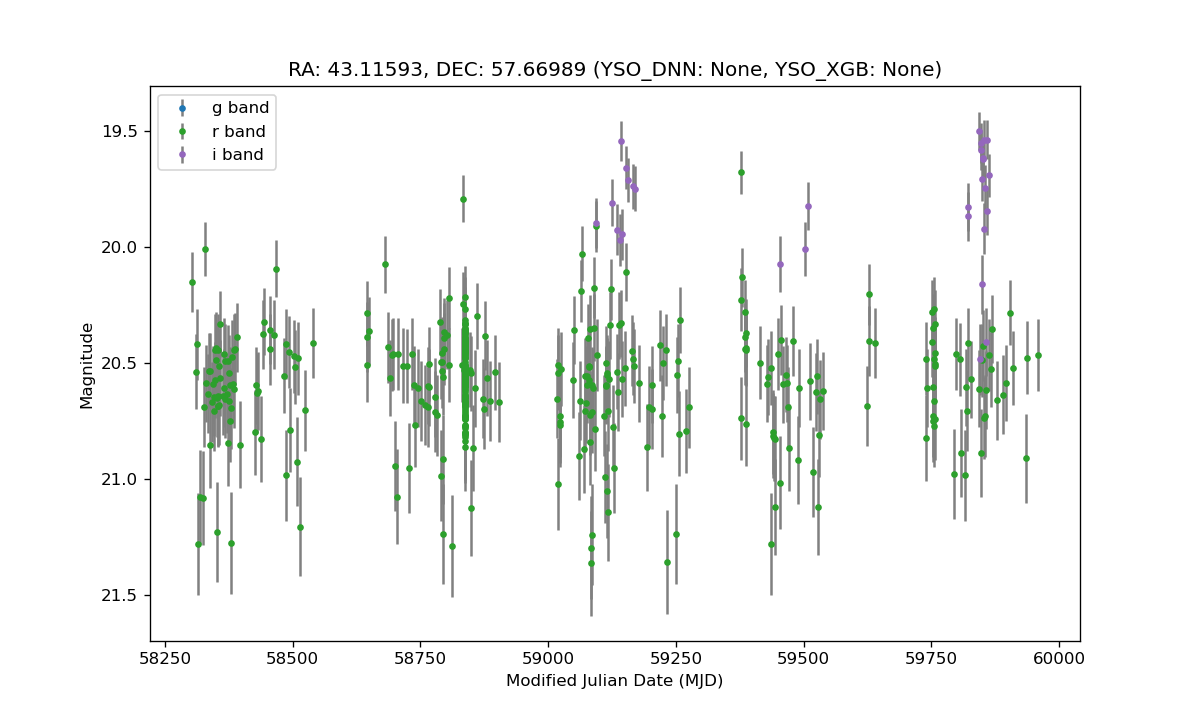 RA: 43.11593, DEC: 57.66989 (YSO_DNN: None, YSO_XGB: None)
g band
r band
i band
19.5
20.0
20.5
21.0
21.5
Magnitude
58250 58500 58750 59000 59250 59500 59750 60000
Modified Julian Date (MJD)